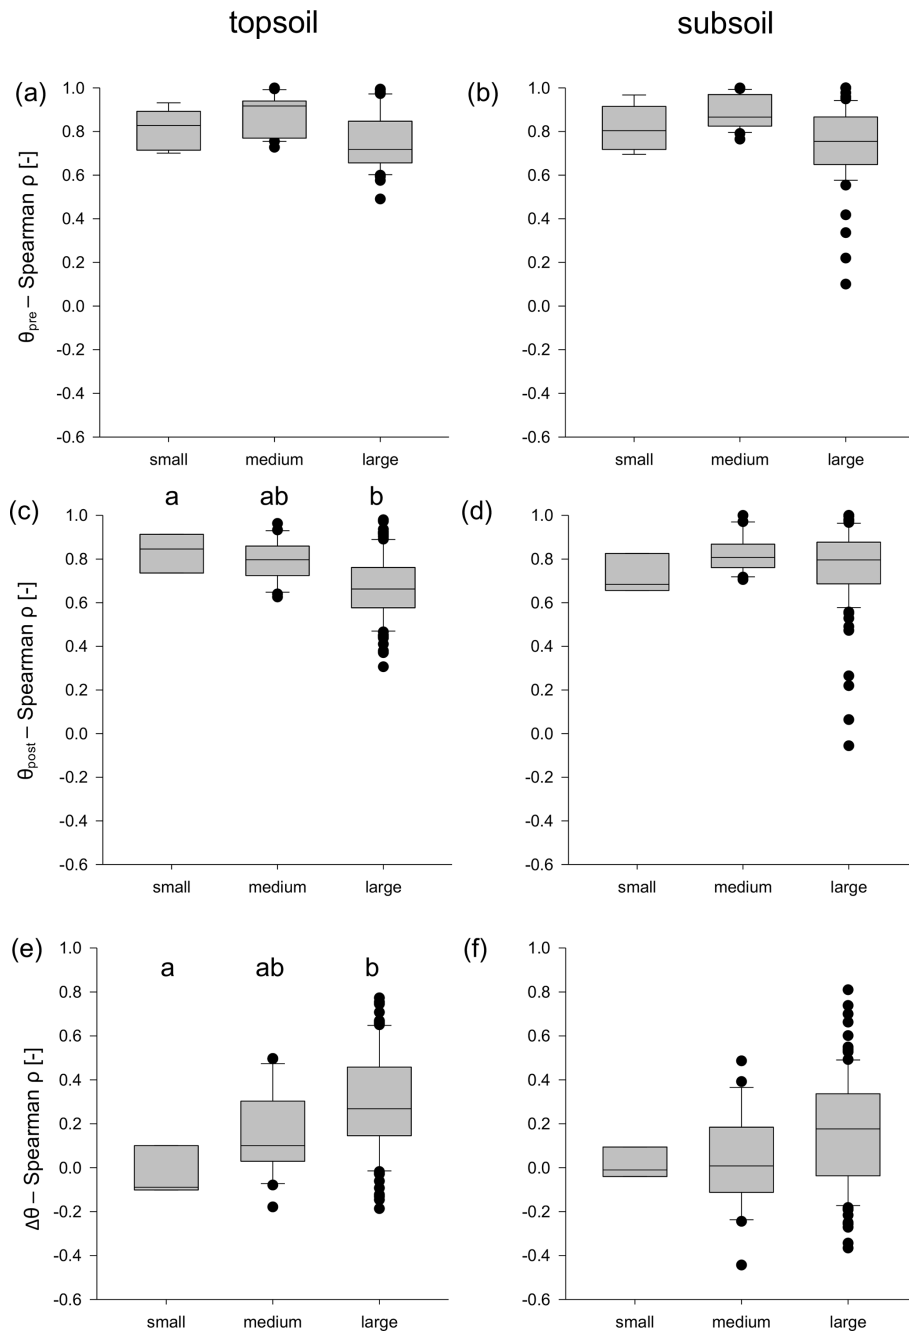 topsoil
subsoil
(a)
(b)
θpre – Spearman ρ [-]
1.0
0.8
0.6
0.4
0.2
0.0
-0.2
-0.4
-0.6
small medium large
1.0
0.8
0.6
0.4
0.2
0.0
-0.2
-0.4
-0.6
small medium large
(c)
a ab b
(d)
θpost – Spearman ρ [-]
1.0
0.8
0.6
0.4
0.2
0.0
-0.2
-0.4
-0.6
small medium large
1.0
0.8
0.6
0.4
0.2
0.0
-0.2
-0.4
-0.6
small medium large
(e)
a ab b
(f)
Δθ – Spearman ρ [-]
1.0
0.8
0.6
0.4
0.2
0.0
-0.2
-0.4
-0.6
small medium large
1.0
0.8
0.6
0.4
0.2
0.0
-0.2
-0.4
-0.6
small medium large